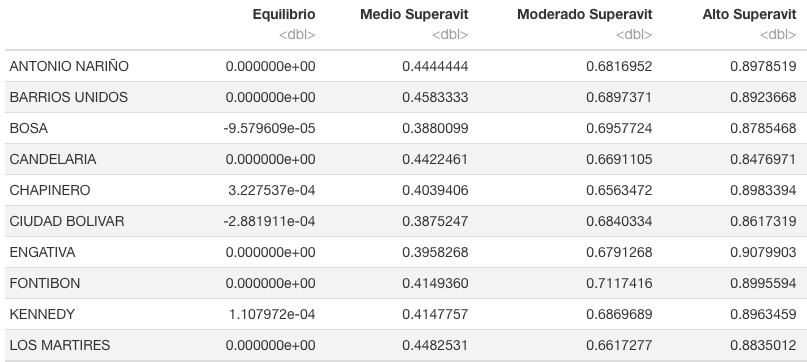 Equilibrio Medio Superavit Moderado Superavit Alto Superavit
<dbl> <dbl> <dbl> <dbl>
ANTONIO NARIÑO 0.000000e+00 0.4444444 0.6816952 0.8978519
BARRIOS UNIDOS 0.000000e+00 0.4583333 0.6897371 0.8923668
BOSA -9.579609e-05 0.3880099 0.6957724 0.8785468
CANDELARIA 0.000000e+00 0.4422461 0.6691105 0.8476971
CHAPINERO 3.227537e-04 0.4039406 0.6563472 0.8983394
CIUDAD BOLIVAR -2.881911e-04 0.3875247 0.6840334 0.8617319
ENGATIVA 0.000000e+00 0.3958268 0.6791268 0.9079903
FONTIBON 0.000000e+00 0.4149360 0.7117416 0.8995594
KENNEDY 1.107972e-04 0.4147757 0.6869689 0.8963459
LOS MARTIRES 0.000000e+00 0.4482531 0.6617277 0.8835012